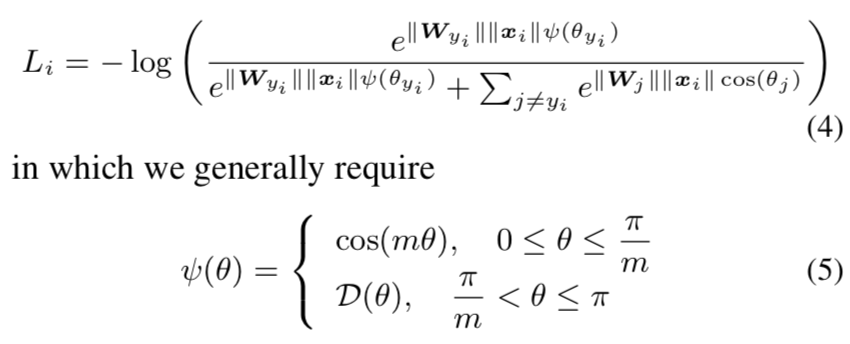 L_i = − log ( e^{‖W_{y_i}‖‖x_i‖ψ(θ_{y_i})} / ( e^{‖W_{y_i}‖‖x_i‖ψ(θ_{y_i})} + ∑_{j≠y_i} e^{‖W_j‖‖x_i‖ cos(θ_j)} ) )
(4)
in which we generally require
ψ(θ) = { cos(mθ), 0 ≤ θ ≤ π/m
𝒟(θ), π/m < θ ≤ π
(5)